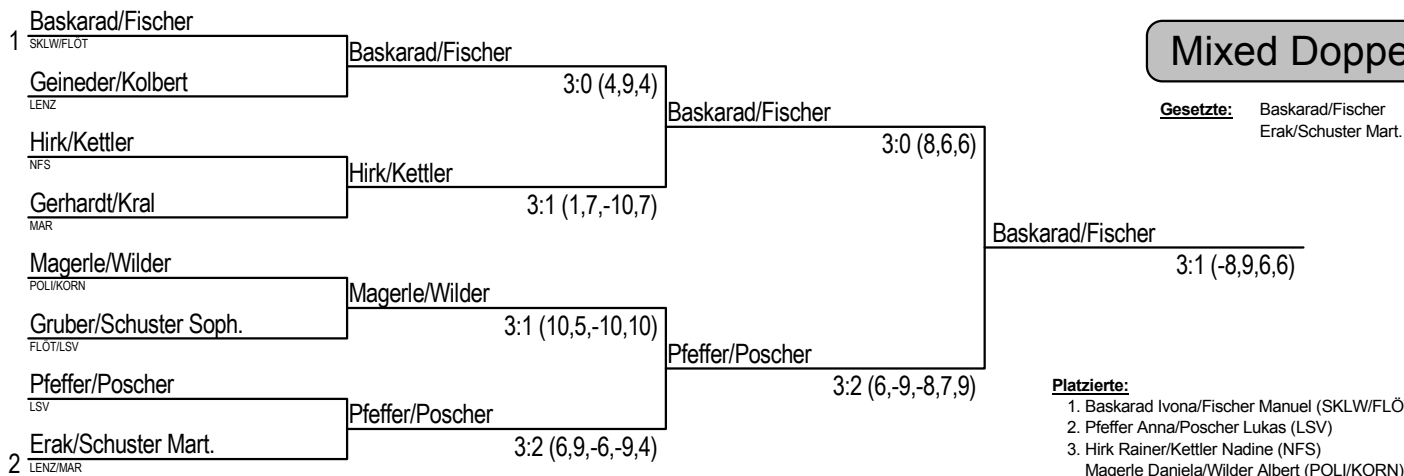 Baskarad/Fischer
1 SKLW/FLÖT
Baskarad/Fischer
Geineder/Kolbert
3:0 (4,9,4)
LENZ
Baskarad/Fischer
Hirk/Kettler
3:0 (8,6,6)
NFS
Hirk/Kettler
Gerhardt/Kral
3:1 (1,7,-10,7)
MAR
Baskarad/Fischer
Magerle/Wilder
3:1 (-8,9,6,6)
POLI/KORN
Magerle/Wilder
Gruber/Schuster Soph.
3:1 (10,5,-10,10)
FLÖT/LSV
Pfeffer/Poscher
Pfeffer/Poscher
3:2 (6,-9,-8,7,9)
LSV
Pfeffer/Poscher
Erak/Schuster Mart.
3:2 (6,9,-6,-9,4)
2 LENZ/MAR
Mixed Doppe
Gesetzte: Baskarad/Fischer
Erak/Schuster Mart.
Platzierte:
1. Baskarad Ivona/Fischer Manuel (SKLW/FLÖ
2. Pfeffer Anna/Poscher Lukas (LSV)
3. Hirk Rainer/Kettler Nadine (NFS)
Magerle Daniela/Wilder Albert (POLI/KORN)